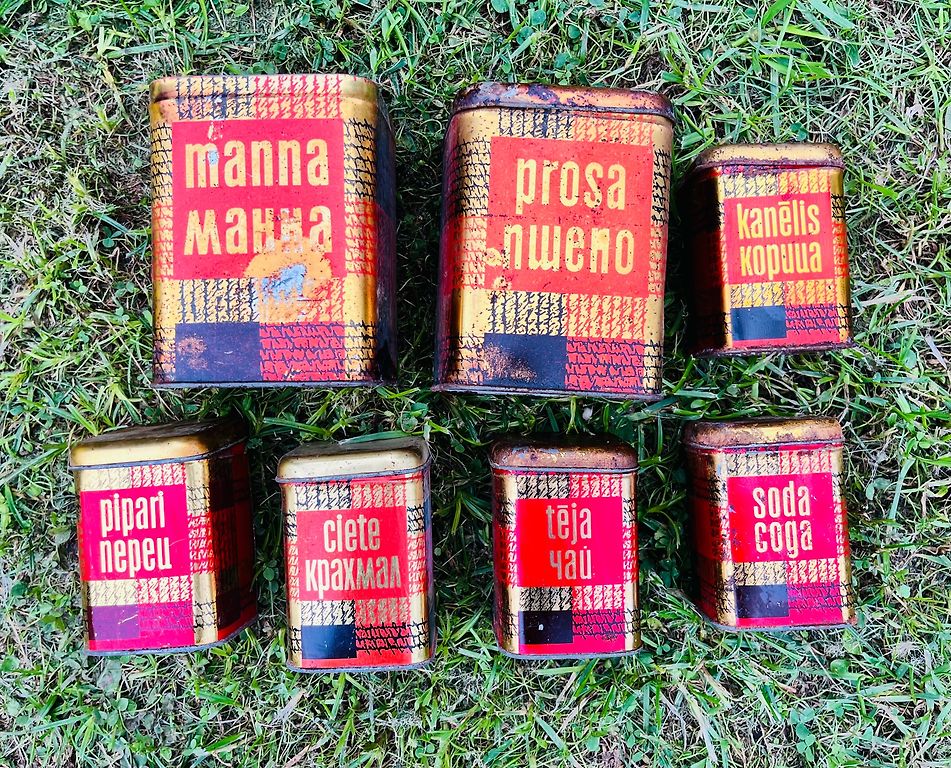 manna
манна
prosa
пшено
kanēlis
корица
pipari
перец
ciete
крахмал
tēja
чай
soda
сода